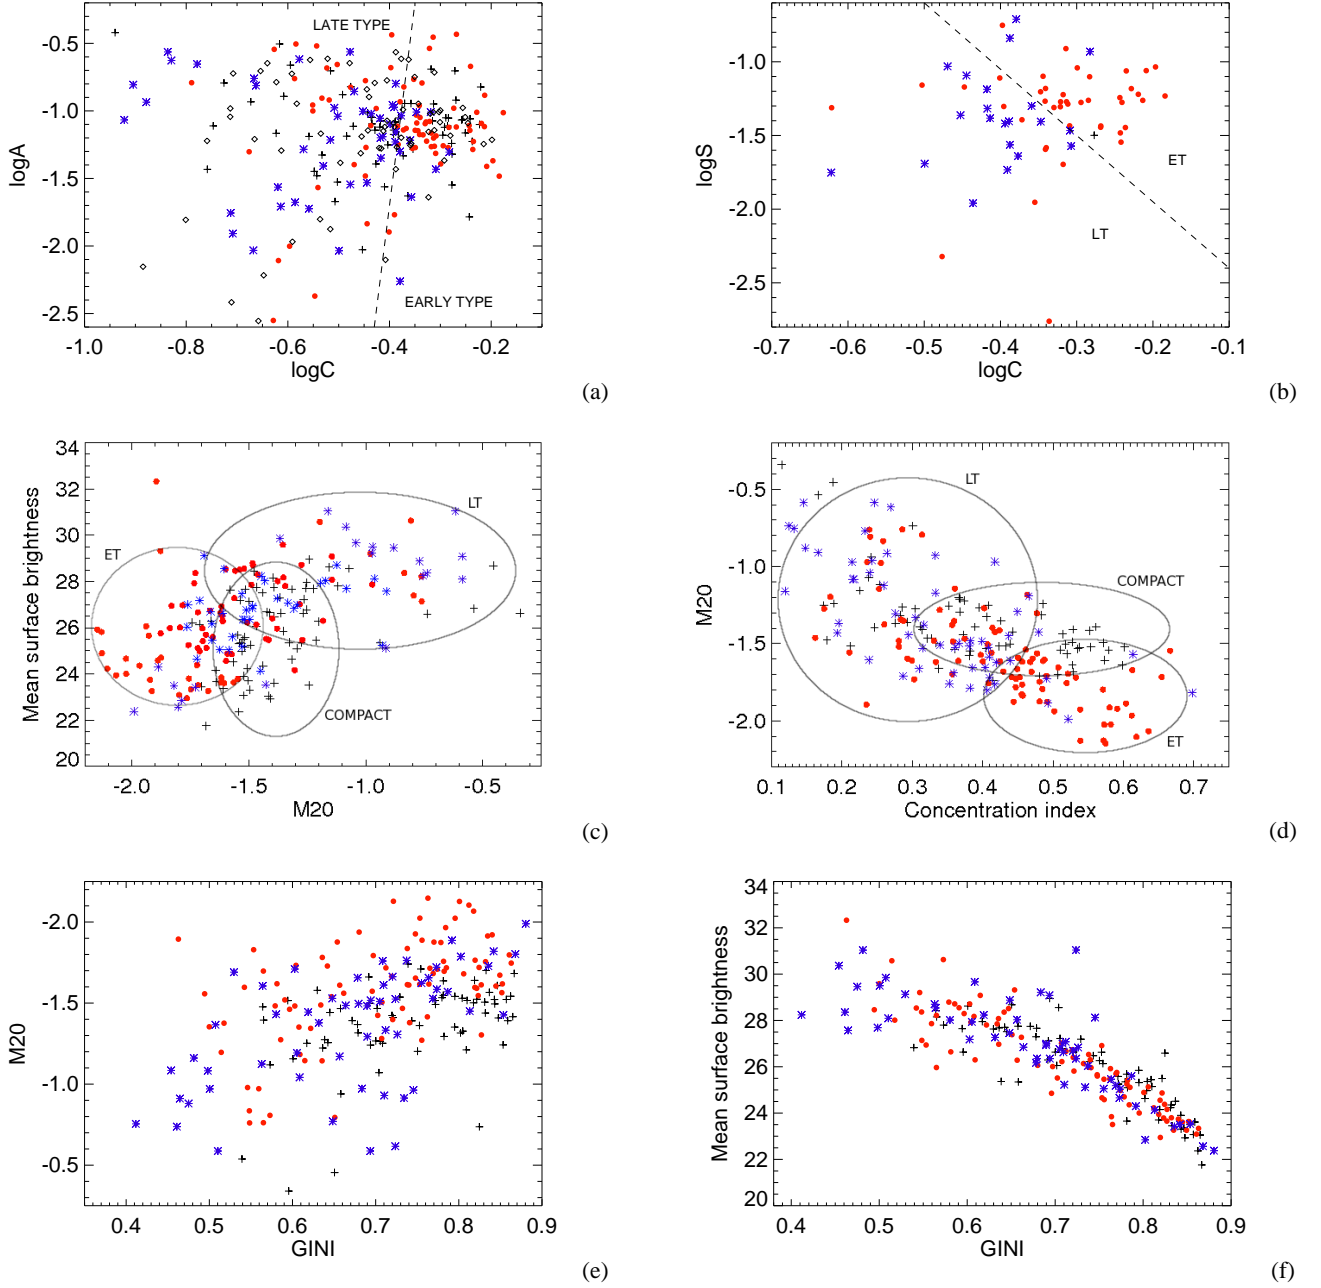 LATE TYPE
EARLY TYPE
logA
-0.5
-1.0
-1.5
-2.0
-2.5
-1.0 -0.8 -0.6 -0.4 -0.2
logC
(a)
ET
LT
logS
-1.0
-1.5
-2.0
-2.5
-0.7 -0.6 -0.5 -0.4 -0.3 -0.2 -0.1
logC
(b)
Mean surface brightness
34
32
30
28
26
24
22
20
LT
ET
COMPACT
-2.0 -1.5 -1.0 -0.5
M20
(c)
M20
-0.5
-1.0
-1.5
-2.0
LT
COMPACT
ET
0.1 0.2 0.3 0.4 0.5 0.6 0.7
Concentration index
(d)
M20
-2.0
-1.5
-1.0
-0.5
0.4 0.5 0.6 0.7 0.8 0.9
GINI
(e)
Mean surface brightness
34
32
30
28
26
24
22
20
0.4 0.5 0.6 0.7 0.8 0.9
GINI
(f)